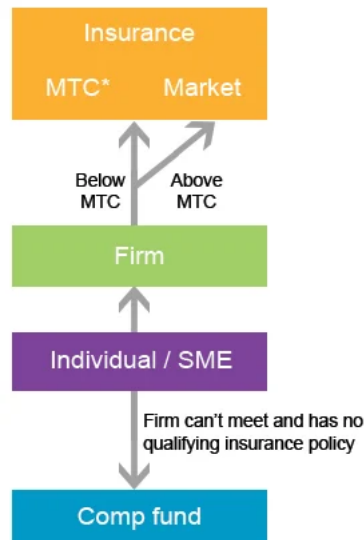 Insurance
MTC* Market
Below Above
MTC MTC
Firm
Individual / SME
Firm can't meet and has no
qualifying insurance policy
Comp fund